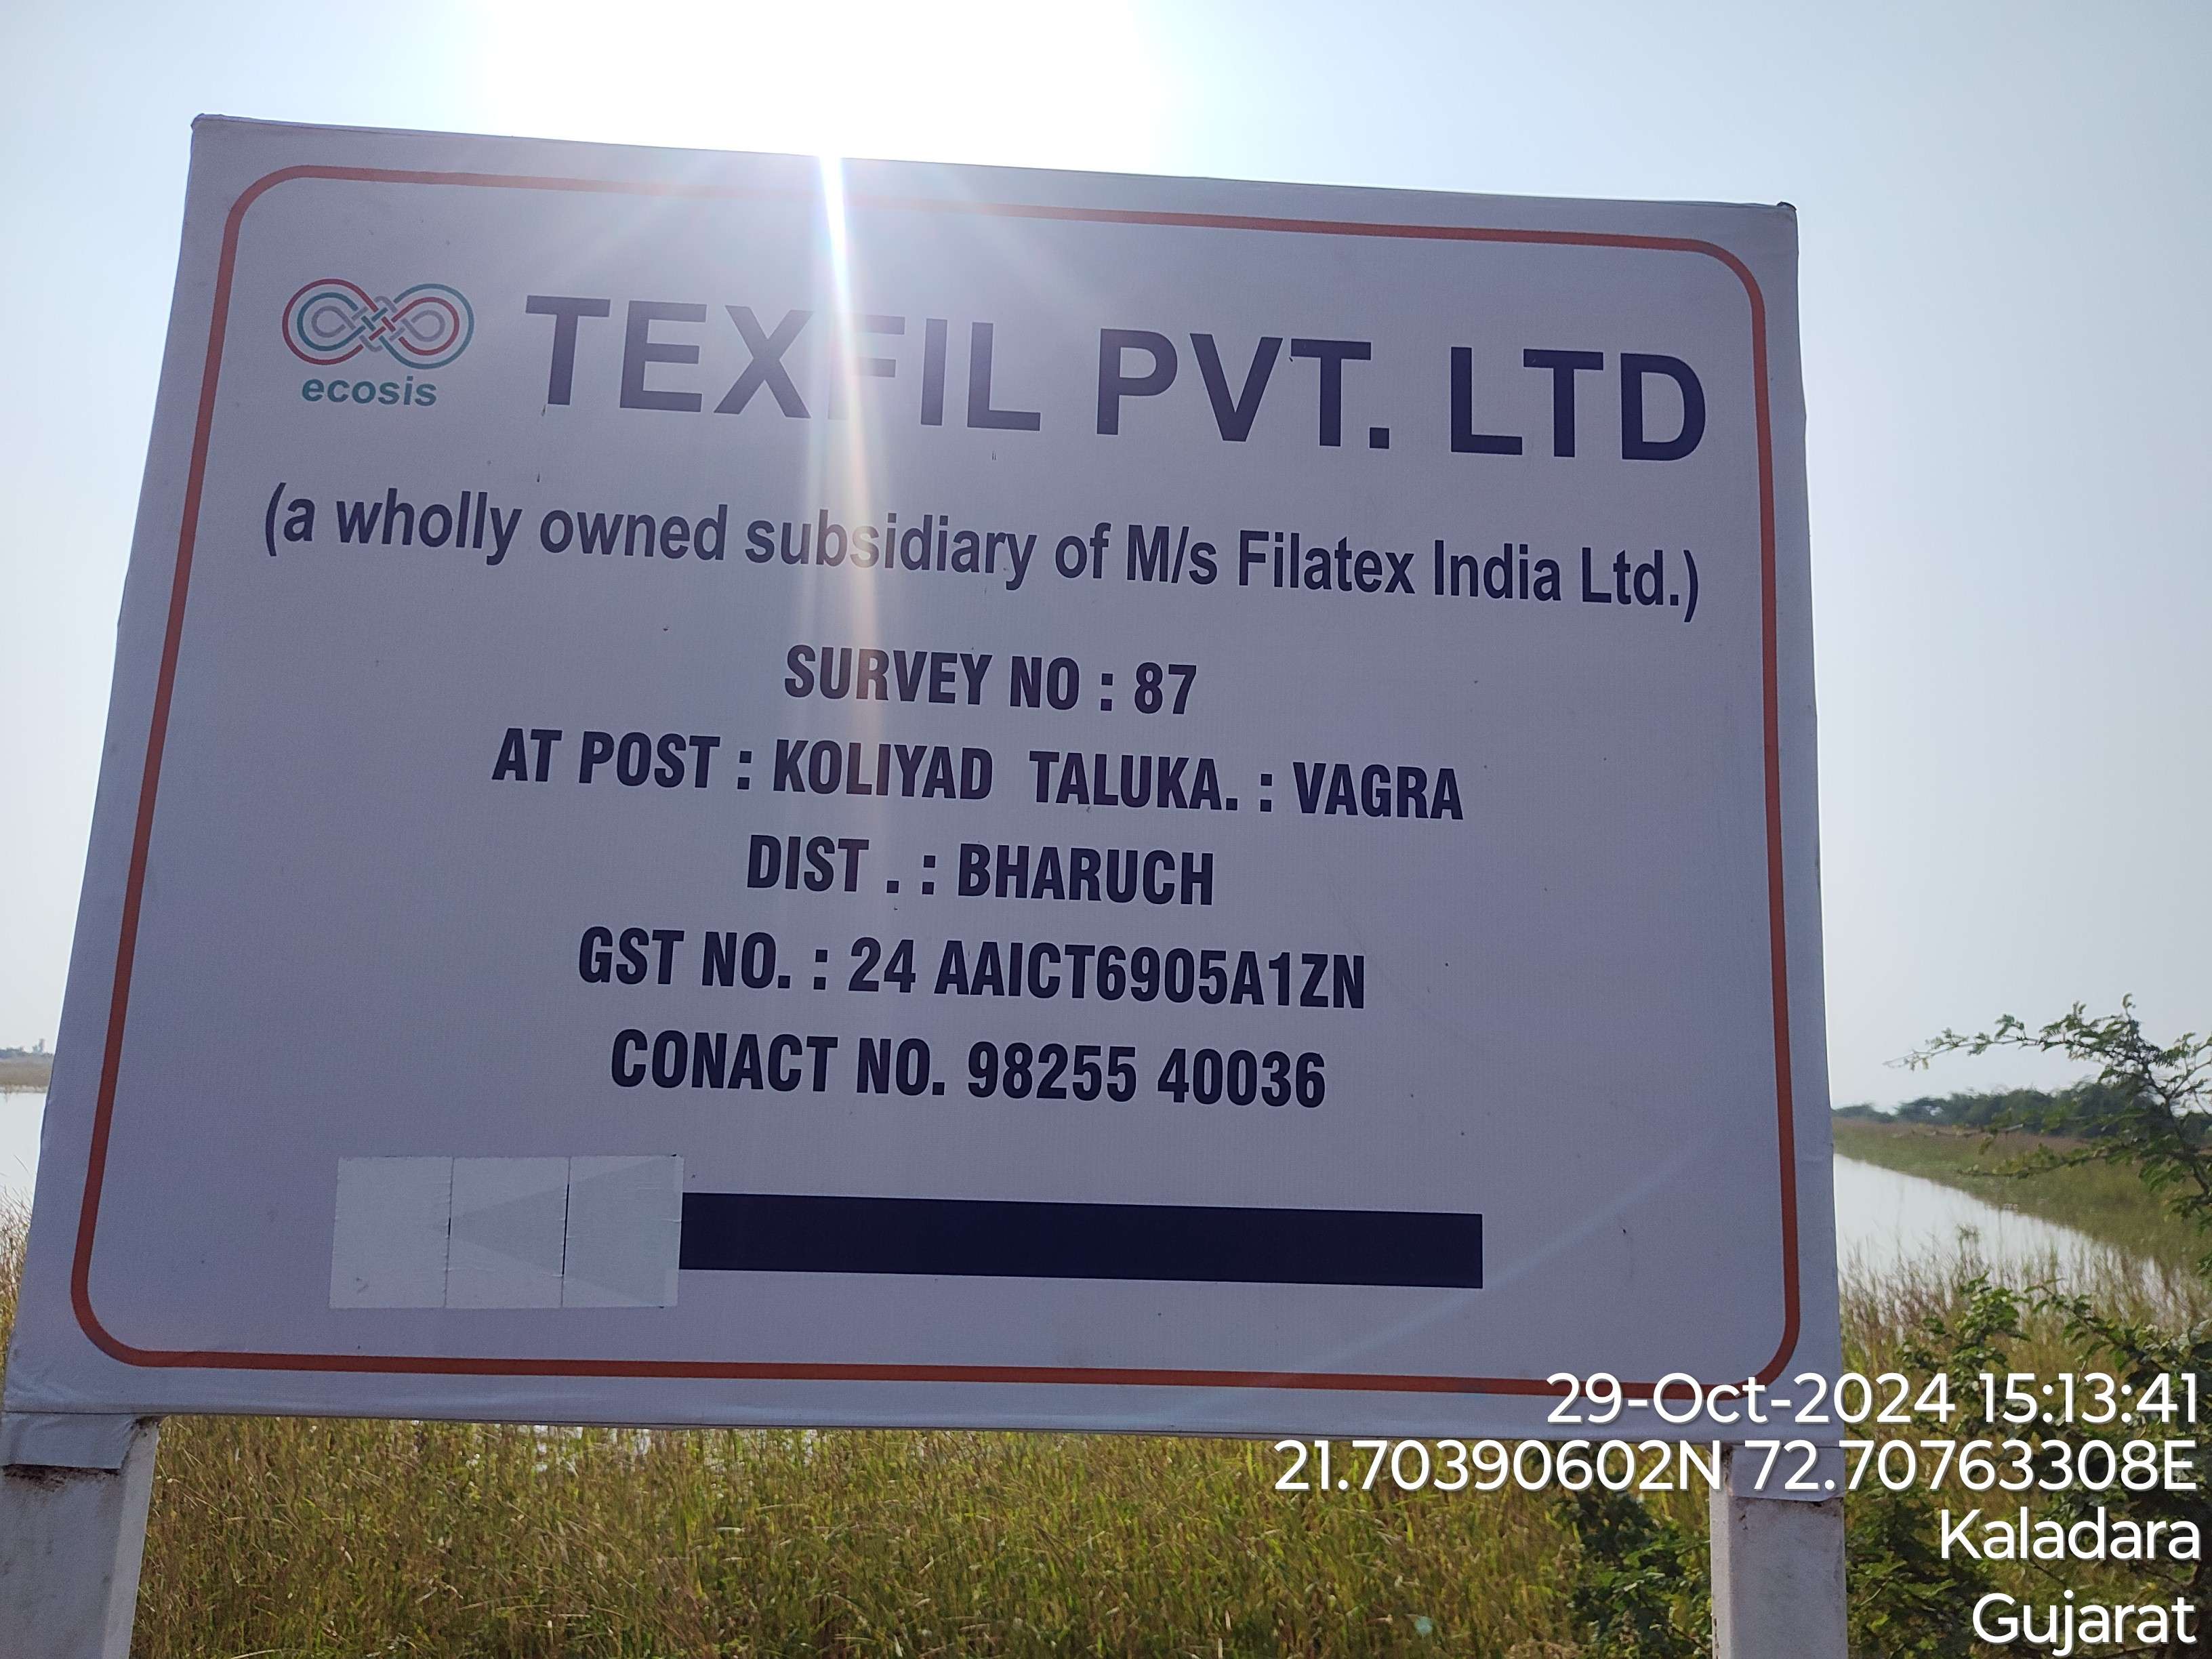 ecosis
TEXFIL PVT. LTD
(a wholly owned subsidiary of M/s Filatex India Ltd.)
SURVEY NO : 87
AT POST : KOLIYAD TALUKA. : VAGRA
DIST . : BHARUCH
GST NO. : 24 AAICT6905A1ZN
CONACT NO. 98255 40036
29-Oct-2024 15:13:41
21.70390602N 72.70763308E
Kaladara
Gujarat